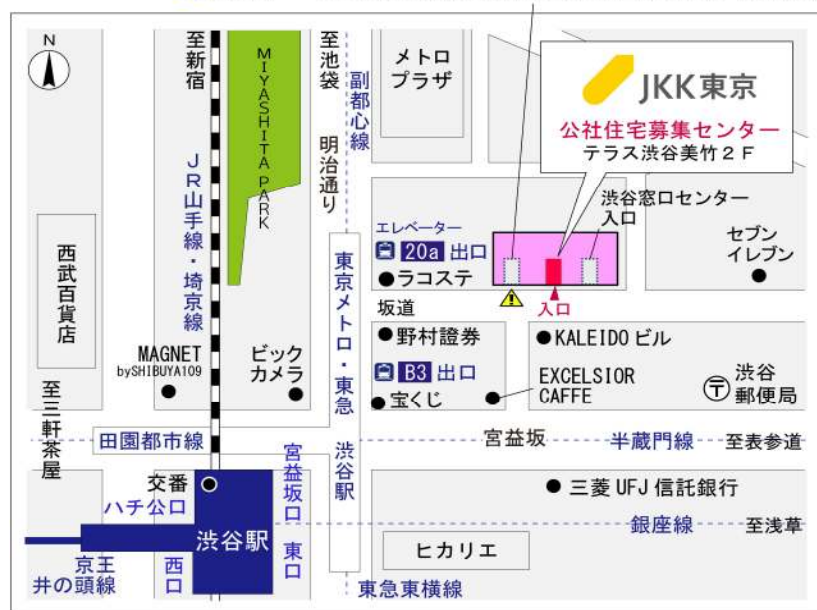 N
至新宿
MIYASHITA PARK
至池袋
明治通り
副都心線
メトロ
プラザ
JKK東京
公社住宅募集センター
テラス渋谷美竹２Ｆ
JR山手線・埼京線
西武百貨店
エレベーター
20a 出口
ラコステ
渋谷窓口センター
入口
セブン
イレブン
入口
坂道
東京メトロ・東急
渋谷駅
MAGNET
bySHIBUYA109
ビック
カメラ
野村證券
B3 出口
宝くじ
KALEIDO ビル
EXCELSIOR
CAFFE
〒
渋谷
郵便局
至三軒茶屋
田園都市線
宮益坂
半蔵門線
至表参道
交番
ハチ公口
宮益坂口
東口
渋谷駅
西口
京王
井の頭線
三菱 UFJ 信託銀行
銀座線
至浅草
ヒカリエ
東急東横線